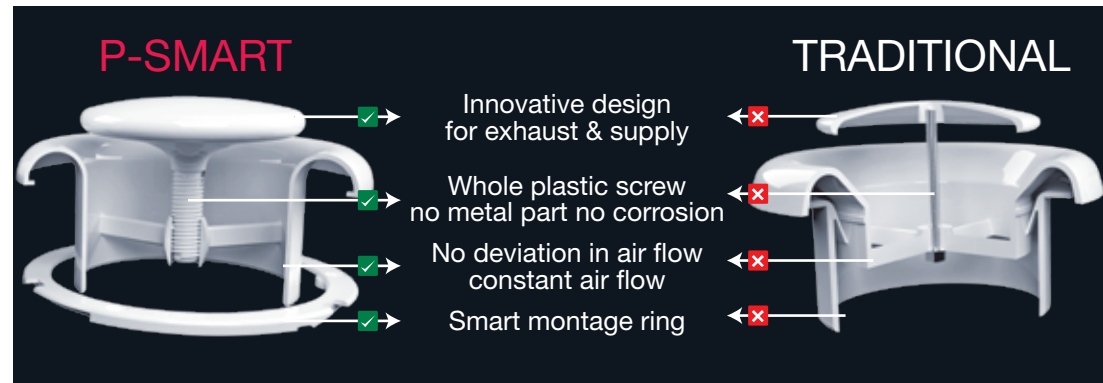 P-SMART
TRADITIONAL
Innovative design
for exhaust & supply
Whole plastic screw
no metal part no corrosion
No deviation in air flow
constant air flow
Smart montage ring